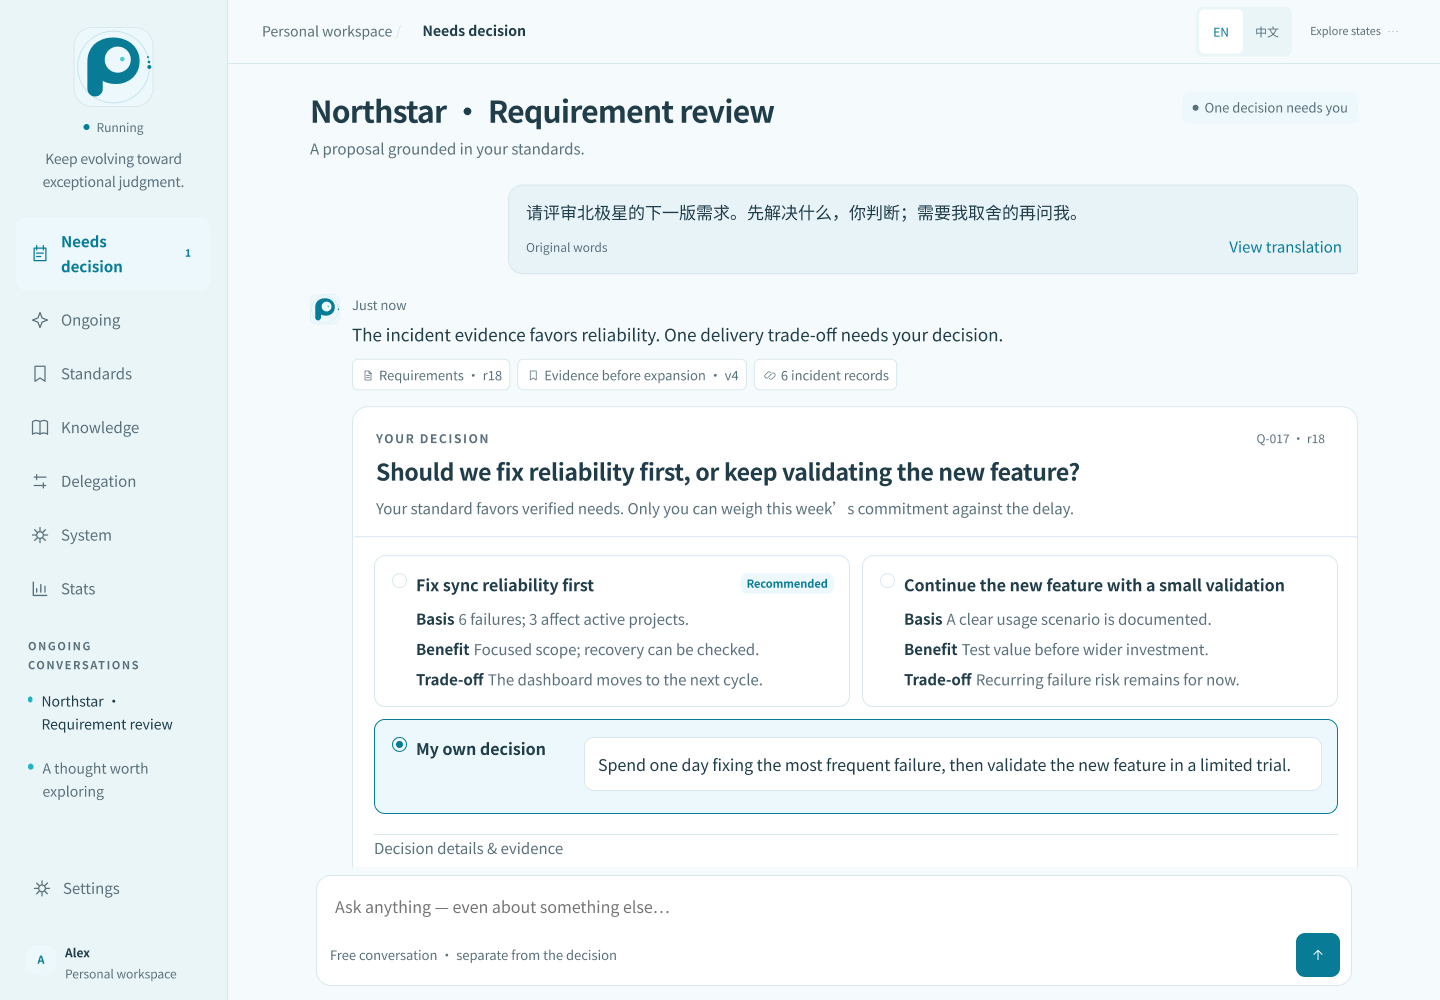 Running
Keep evolving toward
exceptional judgment.
Needs
decision
1
Ongoing
Standards
Knowledge
Delegation
System
Stats
ONGOING
CONVERSATIONS
Northstar •
Requirement review
A thought worth
exploring
Settings
A
Alex
Personal workspace
Personal workspace /
Needs decision
EN
中文
Explore states ···
Northstar • Requirement review
One decision needs you
A proposal grounded in your standards.
请评审北极星的下一版需求。先解决什么，你判断；需要我取舍的再问我。
Original words
View translation
Just now
The incident evidence favors reliability. One delivery trade-off needs your decision.
Requirements • r18
Evidence before expansion • v4
6 incident records
YOUR DECISION
Q-017 • r18
Should we fix reliability first, or keep validating the new feature?
Your standard favors verified needs. Only you can weigh this week’s commitment against the delay.
Fix sync reliability first
Recommended
Basis 6 failures; 3 affect active projects.
Benefit Focused scope; recovery can be checked.
Trade-off The dashboard moves to the next cycle.
Continue the new feature with a small validation
Basis A clear usage scenario is documented.
Benefit Test value before wider investment.
Trade-off Recurring failure risk remains for now.
My own decision
Spend one day fixing the most frequent failure, then validate the new feature in a limited trial.
Decision details & evidence
Ask anything — even about something else…
Free conversation • separate from the decision